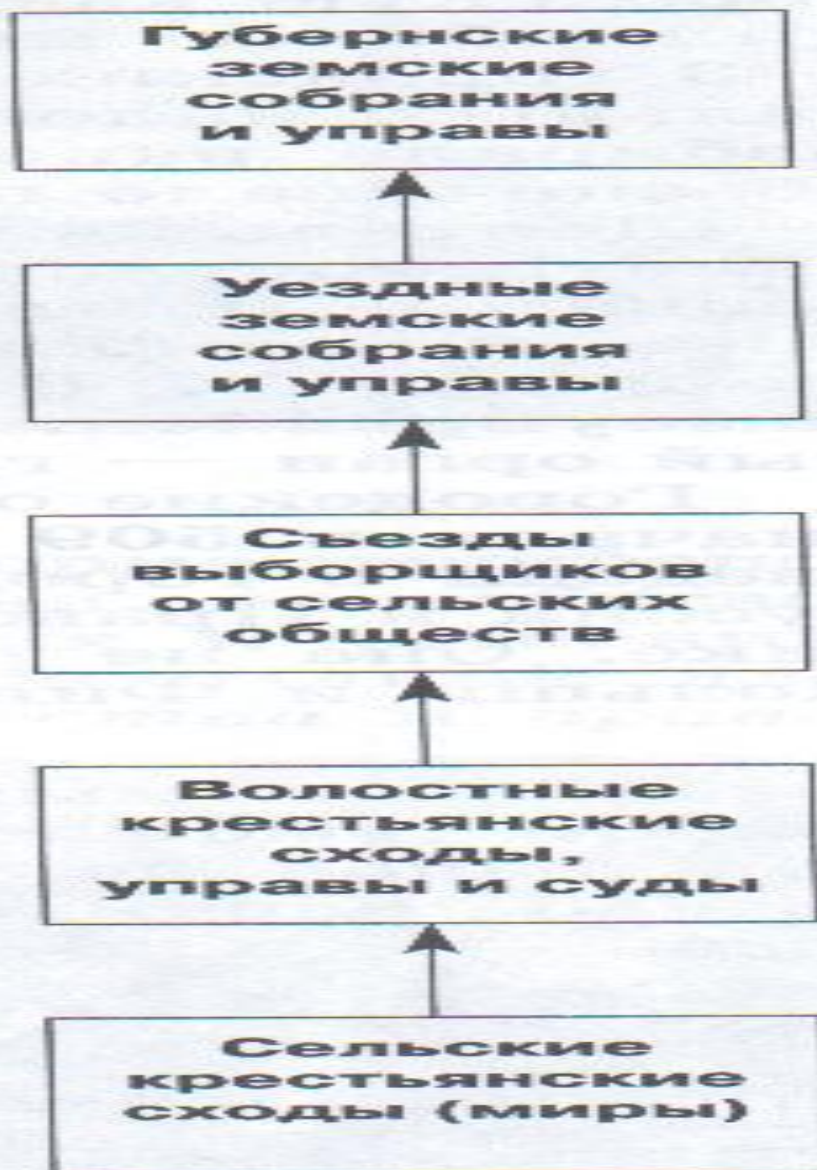 Губернские
земские
собрания
и управы
Уездные
земские
собрания
и управы
Съезды
выборщиков
от сельских
обществ
Волостные
крестьянские
сходы,
управы и суды
Сельские
крестьянские
сходы (миры)